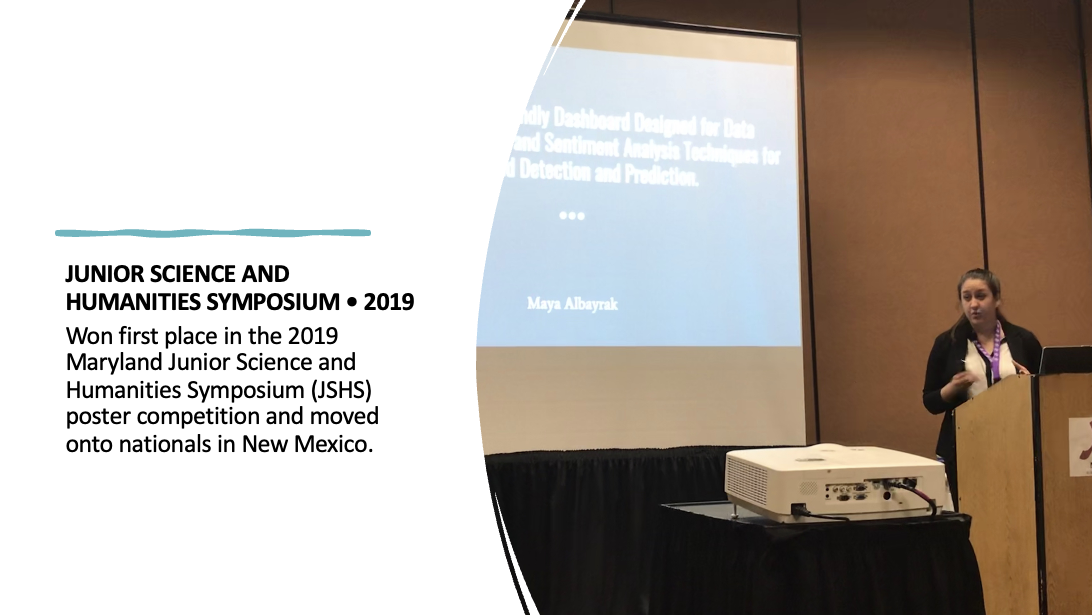 JUNIOR SCIENCE AND
HUMANITIES SYMPOSIUM • 2019
Won first place in the 2019
Maryland Junior Science and
Humanities Symposium (JSHS)
poster competition and moved
onto nationals in New Mexico.
ndly Dashboard Designed for Data
and Sentiment Analysis Techniques for
d Detection and Prediction.
Maya Albayrak